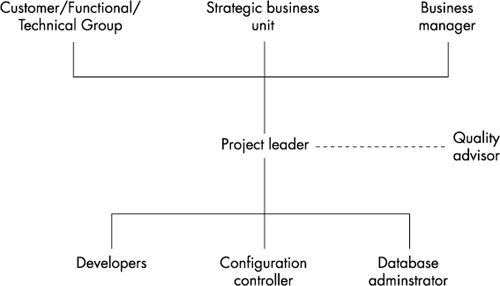 Customer/Functional/
Technical Group
Strategic business
unit
Business
manager
Project leader
Quality
advisor
Developers
Configuration
controller
Database
adminstrator